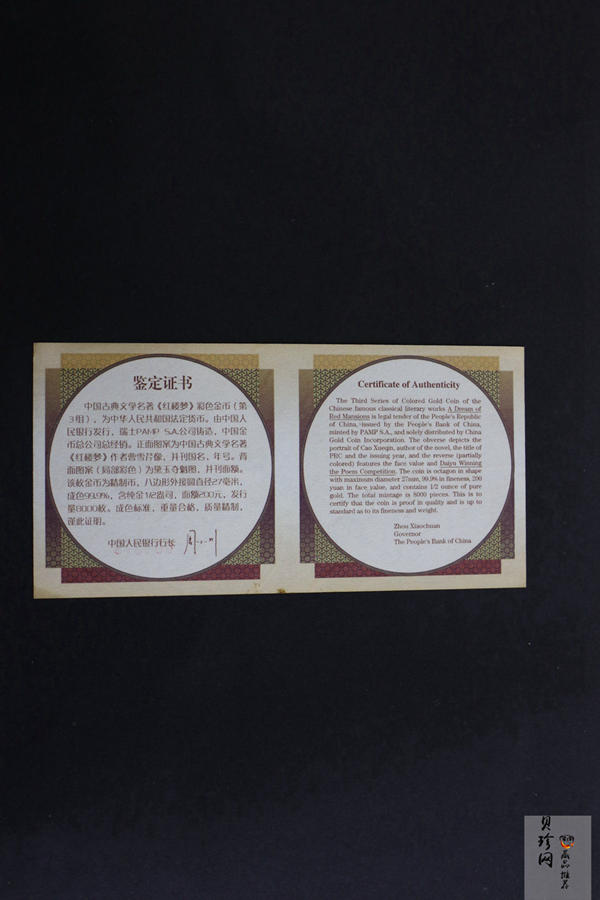 鉴定证书
中国古典文学名著《红楼梦》彩色金币(第
3组),为中华人民共和国法定货币。由中国人
民银行发行,瑞士PAMP S.A.公司铸造,中国金
币总公司总经销。正面图案为中国古典文学名著
《红楼梦》作者曹雪芹像,并刊国名、年号。背
面图案(局部彩色)为黛玉夺魁图,并刊面额。
该枚金币为精制币,八边形外接圆直径27毫米,
成色99.9%,含纯金1/2盎司,面额200元,发行
量8000枚。成色标准,重量合格,质量精制,
谨此证明。
中国人民银行行长
Certificate of Authenticity
The Third Series of Colored Gold Coin of the
Chinese famous classical literary works A Dream of
Red Mansions is legal tender of the People's Republic
of China, issued by the People's Bank of China,
minted by PAMP S.A., and solely distributed by China
Gold Coin Incorporation. The obverse depicts the
portrait of Cao Xueqin, author of the novel, the title of
PRC and the issuing year, and the reverse (partially
colored) features the face value and Daiyu Winning
the Poem Competition. The coin is octagon in shape
with maximum diameter 27mm, 99.9% in fineness, 200
yuan in face value, and contains 1/2 ounce of pure
gold. The total mintage is 8000 pieces. This is to
certify that the coin is proof in quality and is up to
standard as to its fineness and weight.
Zhou Xiaochuan
Governor
The People's Bank of China
贝珍网
藏品推荐